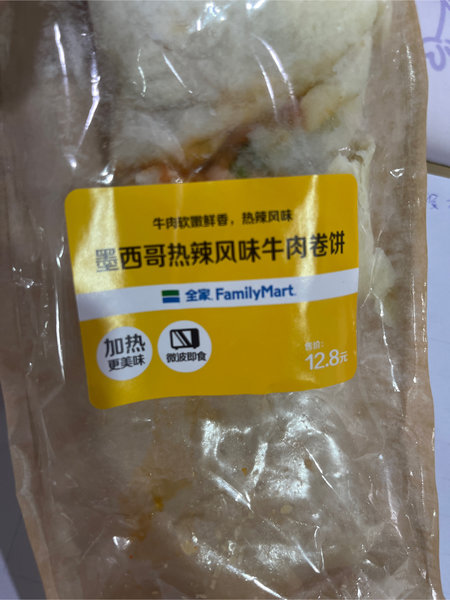 牛肉软嫩鲜香，热辣风味
墨西哥热辣风味牛肉卷饼
全家 FamilyMart
加热
更美味
微波即食
售价：
12.8元